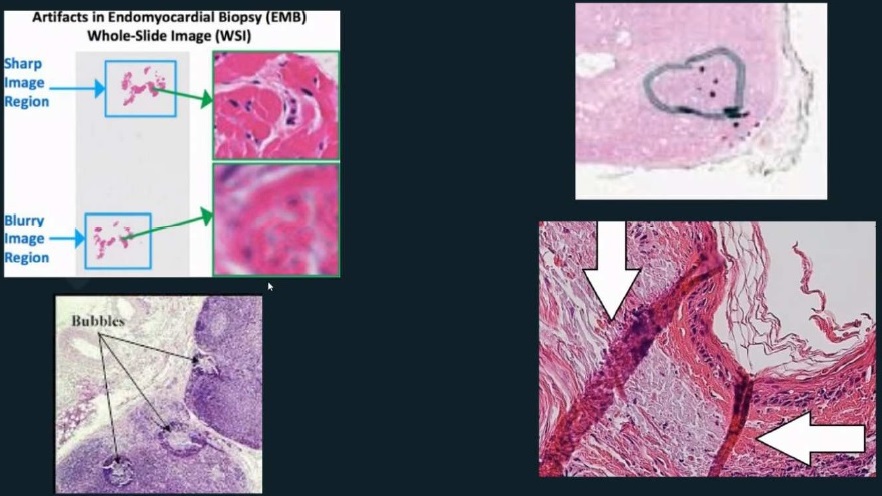 Artifacts in Endomyocardial Biopsy (EMB)
Whole-Slide Image (WSI)
Sharp
Image
Region
Blurry
Image
Region
Bubbles